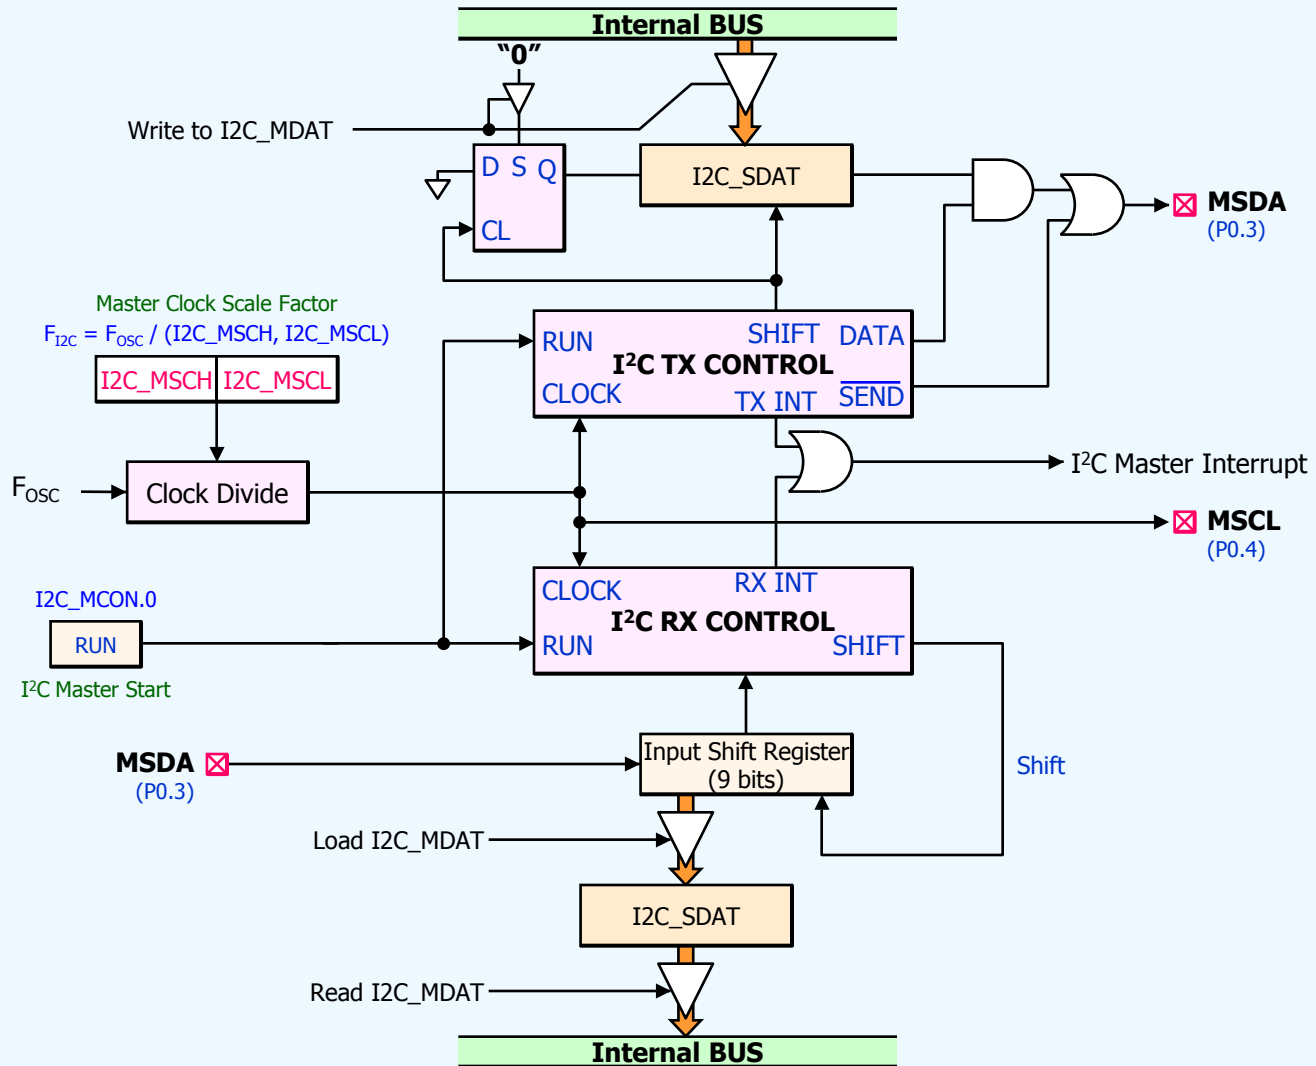 Internal BUS
“0”
Write to I2C_MDAT
D S Q
CL
I2C_SDAT
MSDA
(P0.3)
Master Clock Scale Factor
F_OSC
F_I2C = F_OSC / (I2C_MSCH, I2C_MSCL)
I2C_MSCH I2C_MSCL
Clock Divide
RUN
SHIFT
DATA
I²C TX CONTROL
CLOCK
TX INT
SEND
I²C Master Interrupt
MSCL
(P0.4)
I2C_MCON.0
RUN
I²C Master Start
CLOCK
RX INT
I²C RX CONTROL
RUN
SHIFT
MSDA
(P0.3)
Input Shift Register
(9 bits)
Shift
Load I2C_MDAT
I2C_SDAT
Read I2C_MDAT
Internal BUS